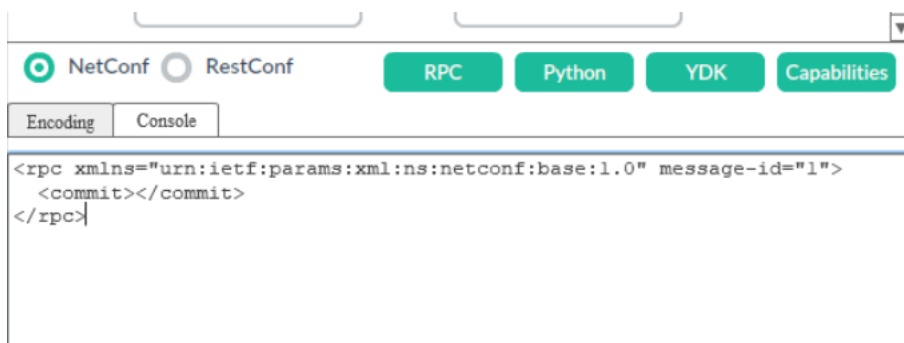 NetConf RestConf RPC Python YDK Capabilities
Encoding Console
<rpc xmlns="urn:ietf:params:xml:ns:netconf:base:1.0" message-id="1">
  <commit></commit>
</rpc>